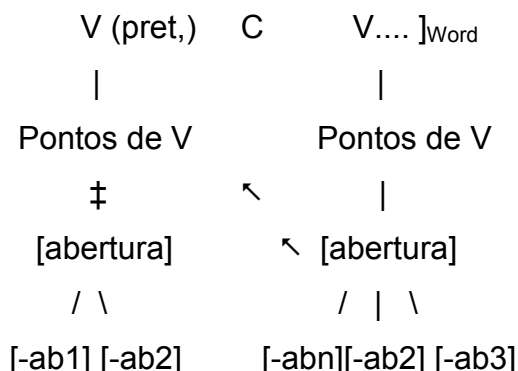 V (pret,) C V.... ]Word
| |
Pontos de V Pontos de V
‡ ↖ |
[abertura] ↖ [abertura]
/ \ / | \
[-ab1] [-ab2] [-abn][-ab2] [-ab3]